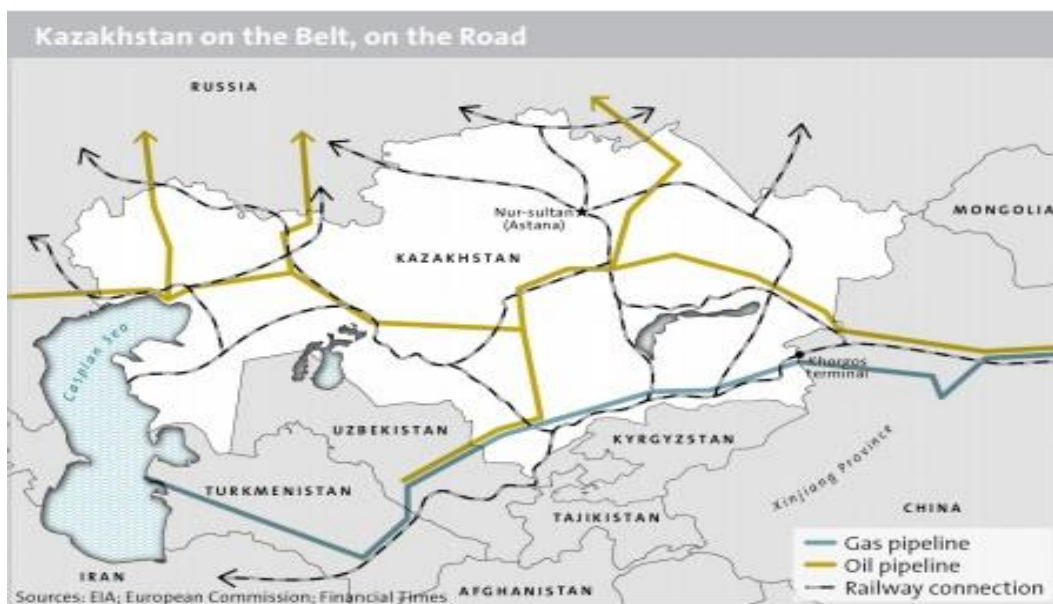 Kazakhstan on the Belt, on the Road
RUSSIA
MONGOLIA
Nur-sultan
(Astana)
KAZAKHSTAN
Caspian Sea
Khorgos
terminal
UZBEKISTAN
KYRGYZSTAN
TURKMENISTAN
Xinjiang Province
TAJIKISTAN
CHINA
Gas pipeline
Oil pipeline
Railway connection
IRAN
AFGHANISTAN
Sources: EIA; European Commission; Financial Times